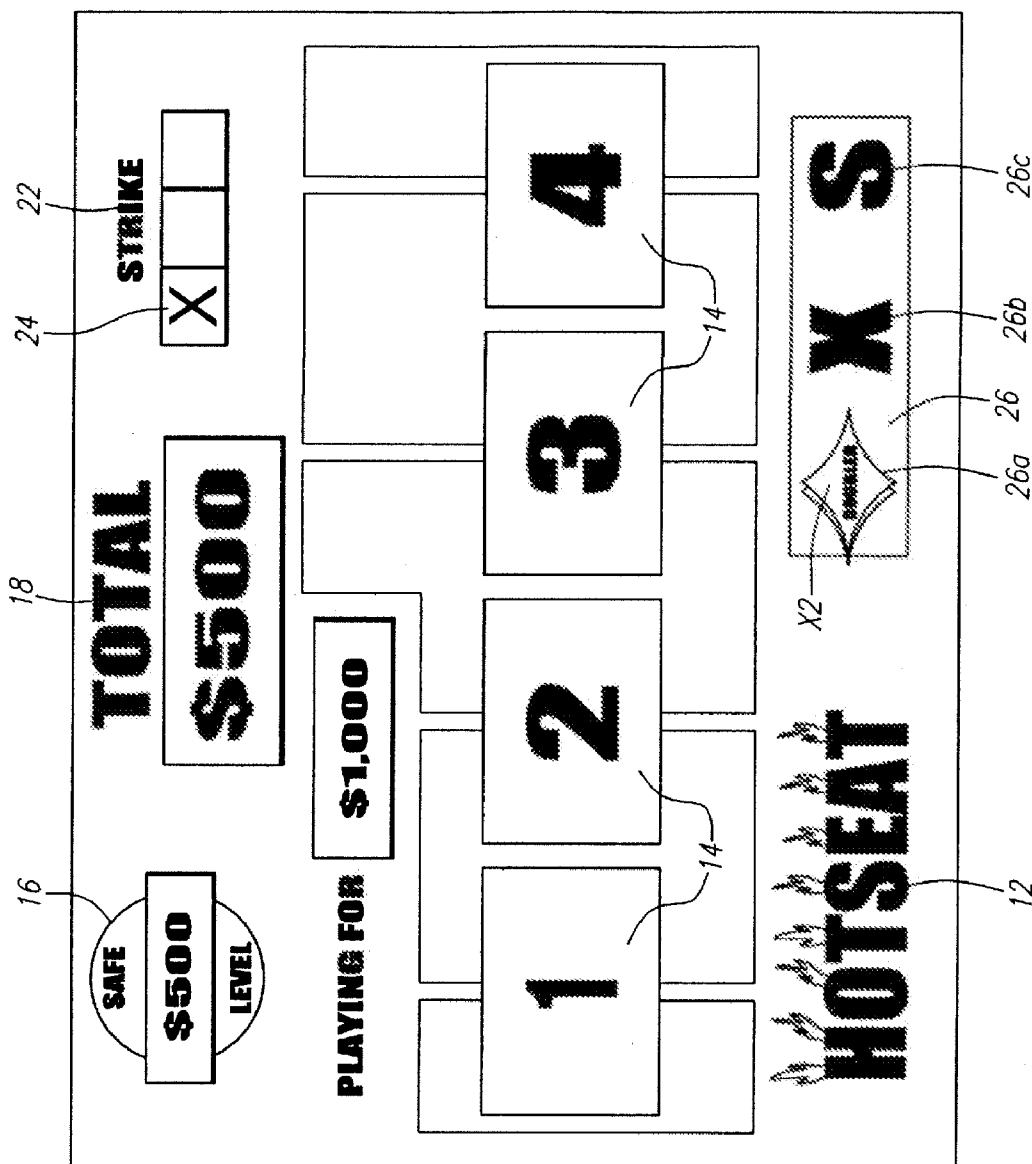 16
18
24
22
SAFE
$500
LEVEL
TOTAL
$500
STRIKE
X
PLAYING FOR
$1,000
1
2
3
4
14
14
HOTSEAT
X2
DOUBLER
X
S
12
26a
26
26b
26c